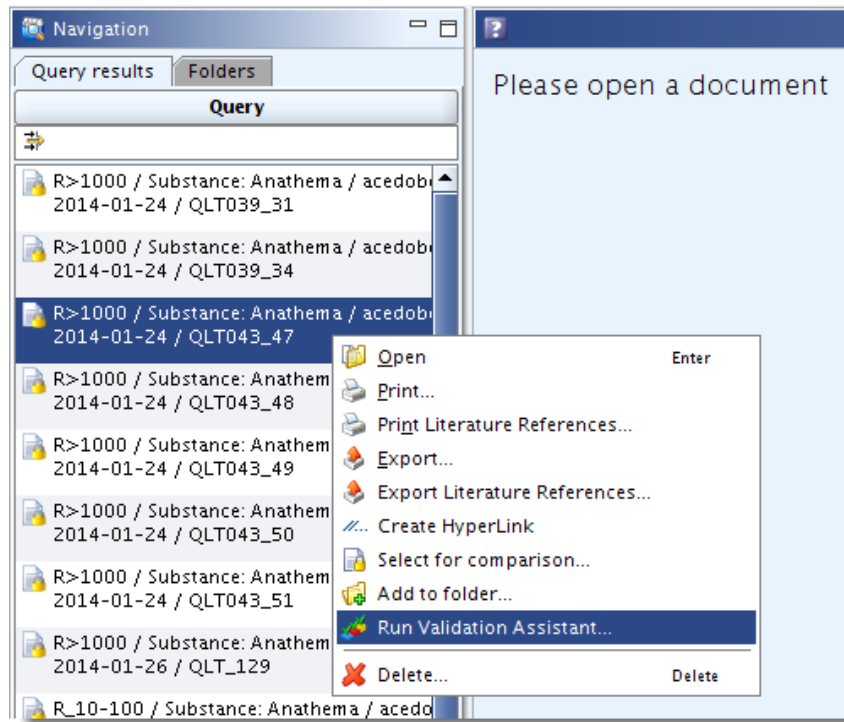 Navigation
Query results
Folders
Query
R>1000 / Substance: Anathema / acedob
2014-01-24 / QLT039_31
R>1000 / Substance: Anathema / acedob
2014-01-24 / QLT039_34
R>1000 / Substance: Anathema / acedob
2014-01-24 / QLT043_47
R>1000 / Substance: Anathem
2014-01-24 / QLT043_48
R>1000 / Substance: Anathem
2014-01-24 / QLT043_49
R>1000 / Substance: Anathem
2014-01-24 / QLT043_50
R>1000 / Substance: Anathem
2014-01-24 / QLT043_51
R>1000 / Substance: Anathem
2014-01-26 / QLT_129
R_10-100 / Substance: Anathema / acedo
Open Enter
Print...
Print Literature References...
Export...
Export Literature References...
//... Create HyperLink
Select for comparison...
Add to folder...
Run Validation Assistant...
Delete... Delete
?
Please open a document